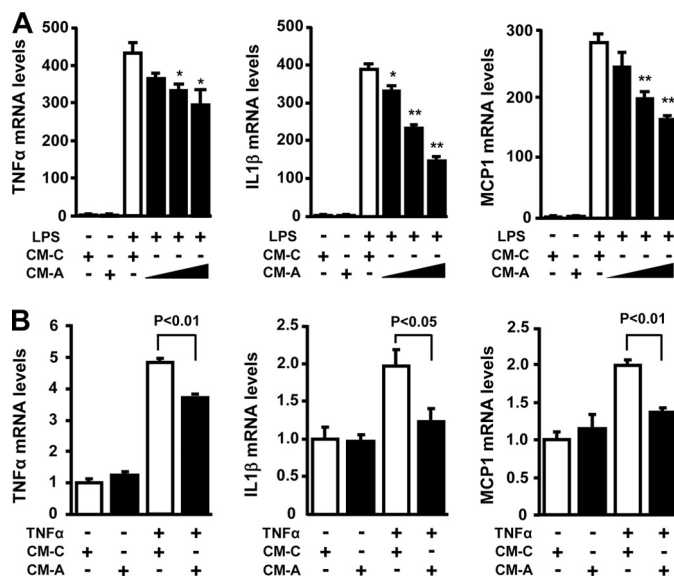 A
TNFα mRNA levels
500
400
300
200
100
0
* *
LPS - - + + + +
CM-C + - +
CM-A - + -
IL1β mRNA levels
500
400
300
200
100
0
* ** **
LPS - - + + + +
CM-C + - +
CM-A - + -
MCP1 mRNA levels
300
200
100
0
** **
LPS - - + + + +
CM-C + - +
CM-A - + -
B
TNFα mRNA levels
6
5
4
3
2
1
0
P<0.01
TNFα - - + +
CM-C + - + -
CM-A - + - +
IL1β mRNA levels
2.5
2.0
1.5
1.0
0.5
0
P<0.05
TNFα - - + +
CM-C + - + -
CM-A - + - +
MCP1 mRNA levels
2.5
2.0
1.5
1.0
0.5
0
P<0.01
TNFα - - + +
CM-C + - + -
CM-A - + - +